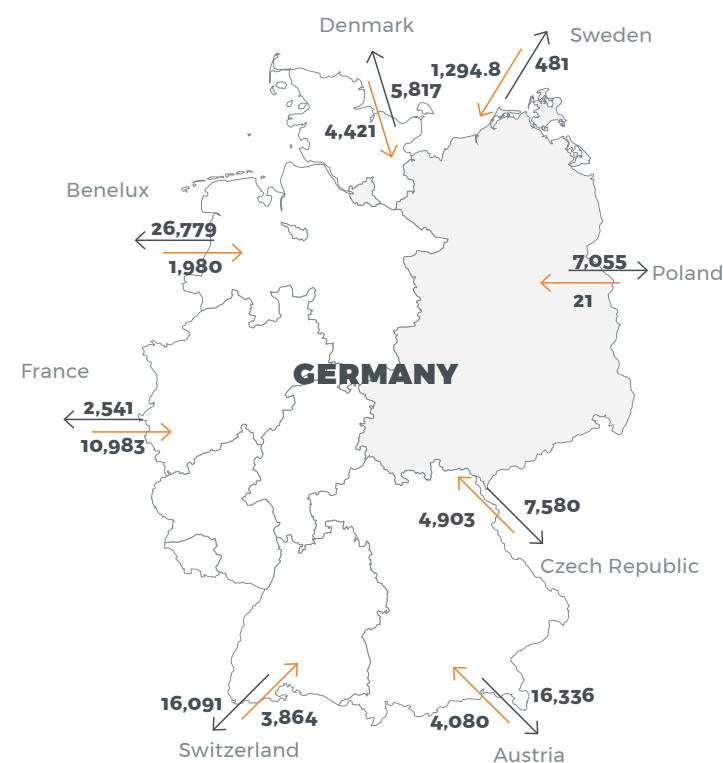 Denmark
Sweden
1,294.8
481
5,817
4,421
Benelux
26,779
1,980
7,055
Poland
21
France
GERMANY
2,541
10,983
4,903
7,580
Czech Republic
16,091
3,864
16,336
4,080
Switzerland
Austria